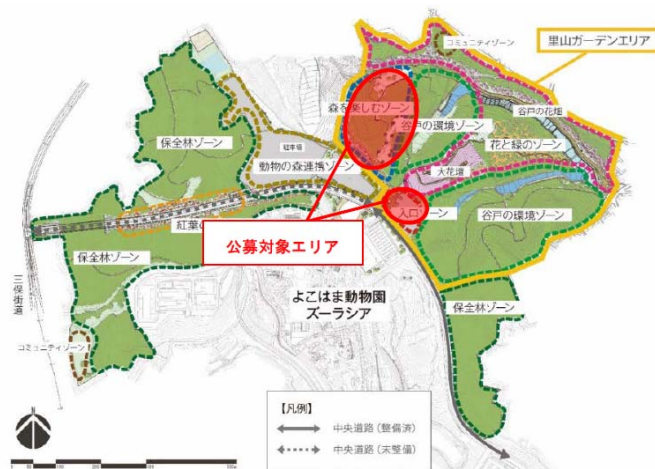 コミュニティゾーン
里山ガーデンエリア
森を楽しむゾーン
谷戸の花畑
谷戸の環境ゾーン
保全林ゾーン
駐車場
花と緑のゾーン
動物の森連携ゾーン
大花壇
紅葉の
入口ゾーン
谷戸の環境ゾーン
公募対象エリア
保全林ゾーン
三保街道
よこはま動物園
ズーラシア
保全林ゾーン
コミュニティゾーン
【凡例】
中央道路(整備済)
中央道路(未整備)